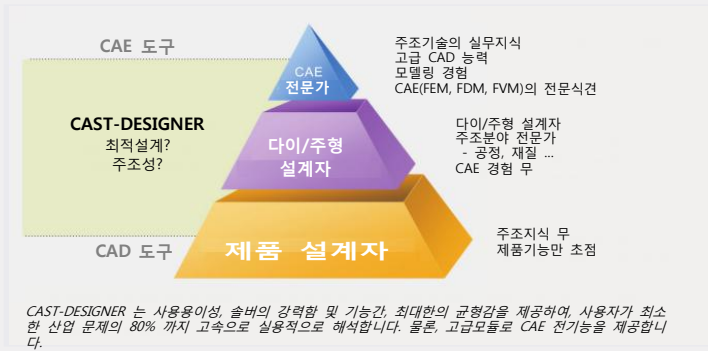 CAE 도구
CAE
전문가
주조기술의 실무지식
고급 CAD 능력
모델링 경험
CAE(FEM, FDM, FVM)의 전문식견
CAST-DESIGNER
최적설계?
주조성?
다이/주형
설계자
다이/주형 설계자
주조분야 전문가
- 공정, 재질 ...
CAE 경험 무
CAD 도구
제품 설계자
주조지식 무
제품기능만 초점
CAST-DESIGNER 는 사용용이성, 솔버의 강력함 및 기능간, 최대한의 균형감을 제공하여, 사용자가 최소
한 산업 문제의 80% 까지 고속으로 실용적으로 해석합니다. 물론, 고급모듈로 CAE 전기능을 제공합니
다.